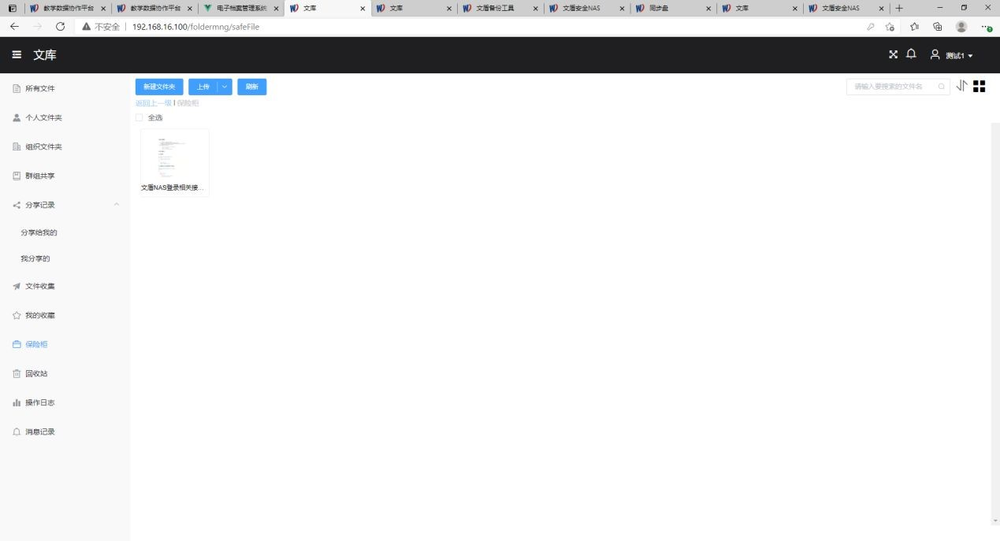 教学数据协作平台
教学数据协作平台
电子档案管理系统
文库
文库
文盾备份工具
文盾安全NAS
同步盘
文库
文盾安全NAS
不安全 192.168.16.100/foldermng/safeFile
文库
测试1
所有文件
个人文件夹
组织文件夹
群组共享
分享记录
分享给我的
我分享的
文件收集
我的收藏
保险柜
回收站
操作日志
消息记录
新建文件夹 上传 刷新
请输入要搜索的文件名
返回上一级 | 保险柜
全选
文盾NAS登录相关接...